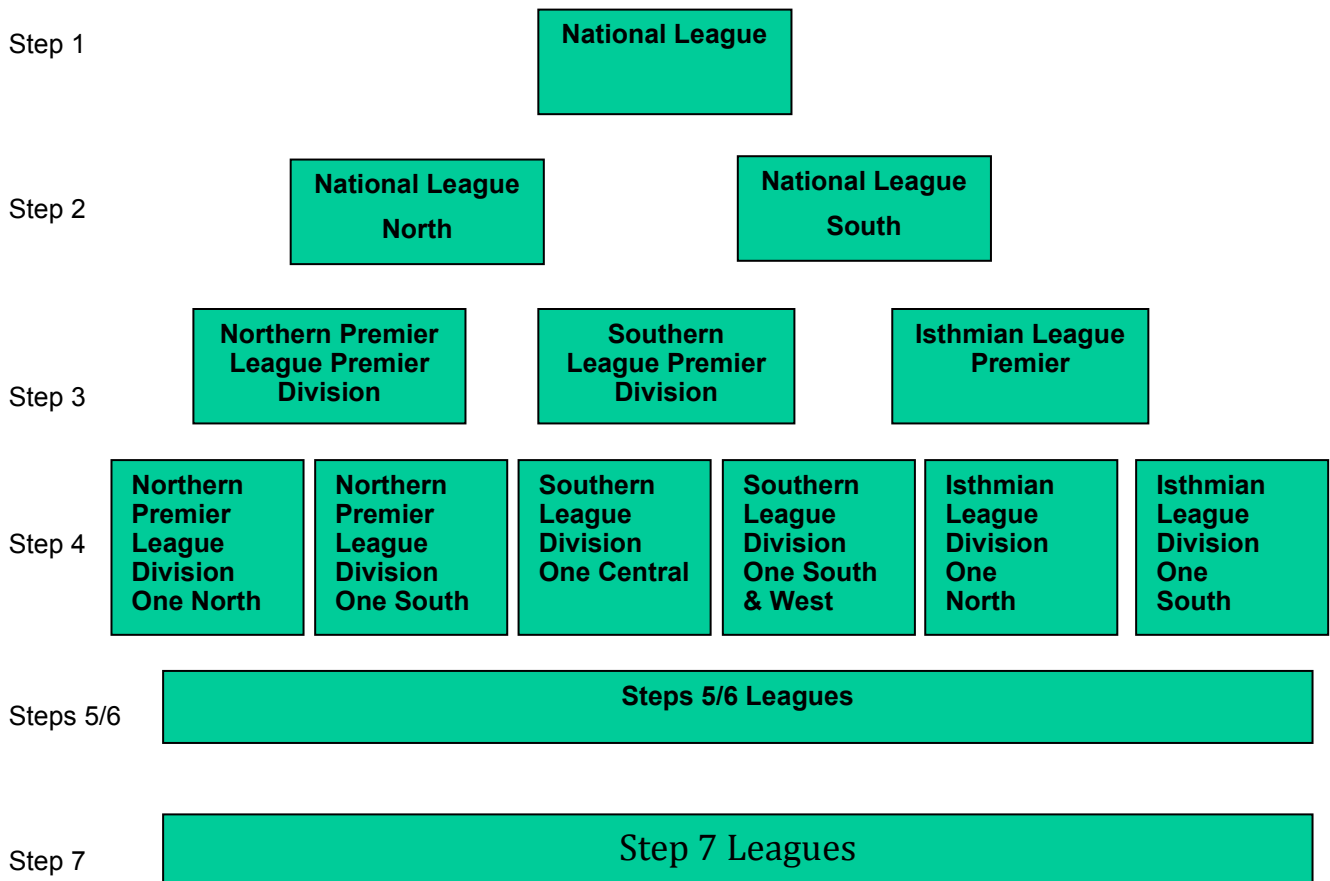 Step 1
National League
Step 2
National League
North
National League
South
Step 3
Northern Premier
League Premier
Division
Southern
League Premier
Division
Isthmian League
Premier
Step 4
Northern
Premier
League
Division
One North
Northern
Premier
League
Division
One South
Southern
League
Division
One Central
Southern
League
Division
One South
& West
Isthmian
League
Division
One
North
Isthmian
League
Division
One
South
Steps 5/6
Steps 5/6 Leagues
Step 7
Step 7 Leagues